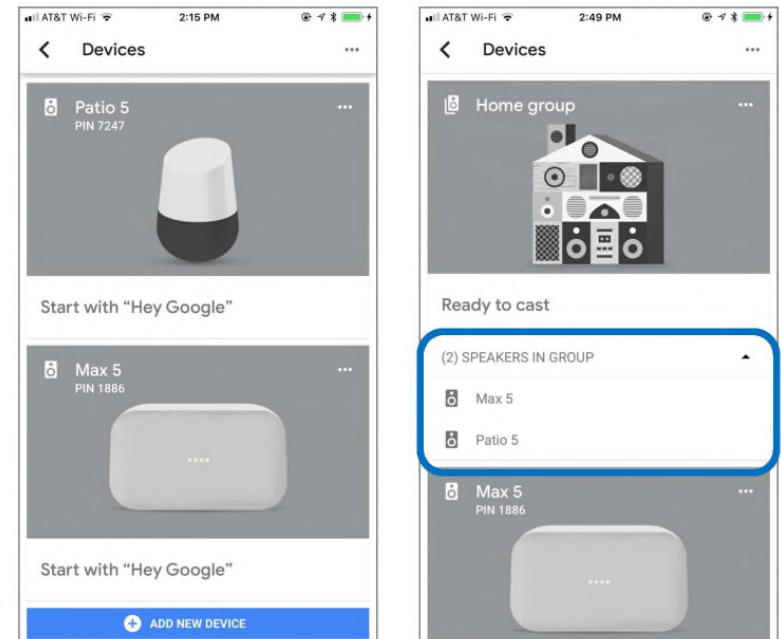 AT&T Wi-Fi 2:15 PM
Devices
Patio 5
PIN 7247
Start with “Hey Google”
Max 5
PIN 1886
Start with “Hey Google”
ADD NEW DEVICE
AT&T Wi-Fi 2:49 PM
Devices
Home group
Ready to cast
(2) SPEAKERS IN GROUP
Max 5
Patio 5
Max 5
PIN 1886